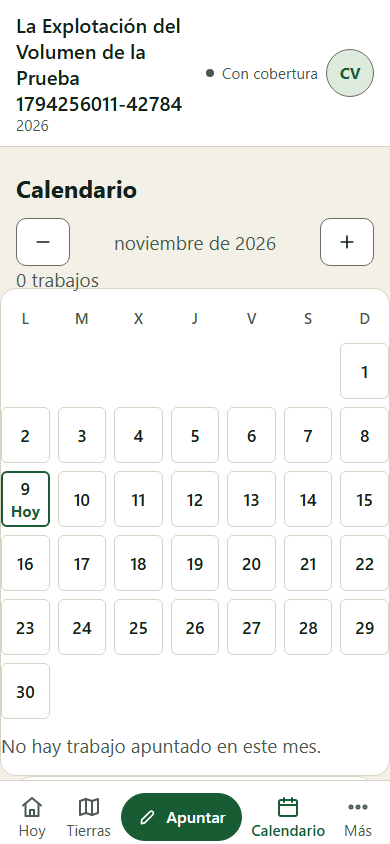 La Explotación del
Volumen de la
Prueba
1794256011-42784
2026
Con cobertura
CV
Calendario
− noviembre de 2026 +
0 trabajos
L M X J V S D
1
2 3 4 5 6 7 8
9 10 11 12 13 14 15
Hoy
16 17 18 19 20 21 22
23 24 25 26 27 28 29
30
No hay trabajo apuntado en este mes.
Hoy Tierras Apuntar Calendario Más